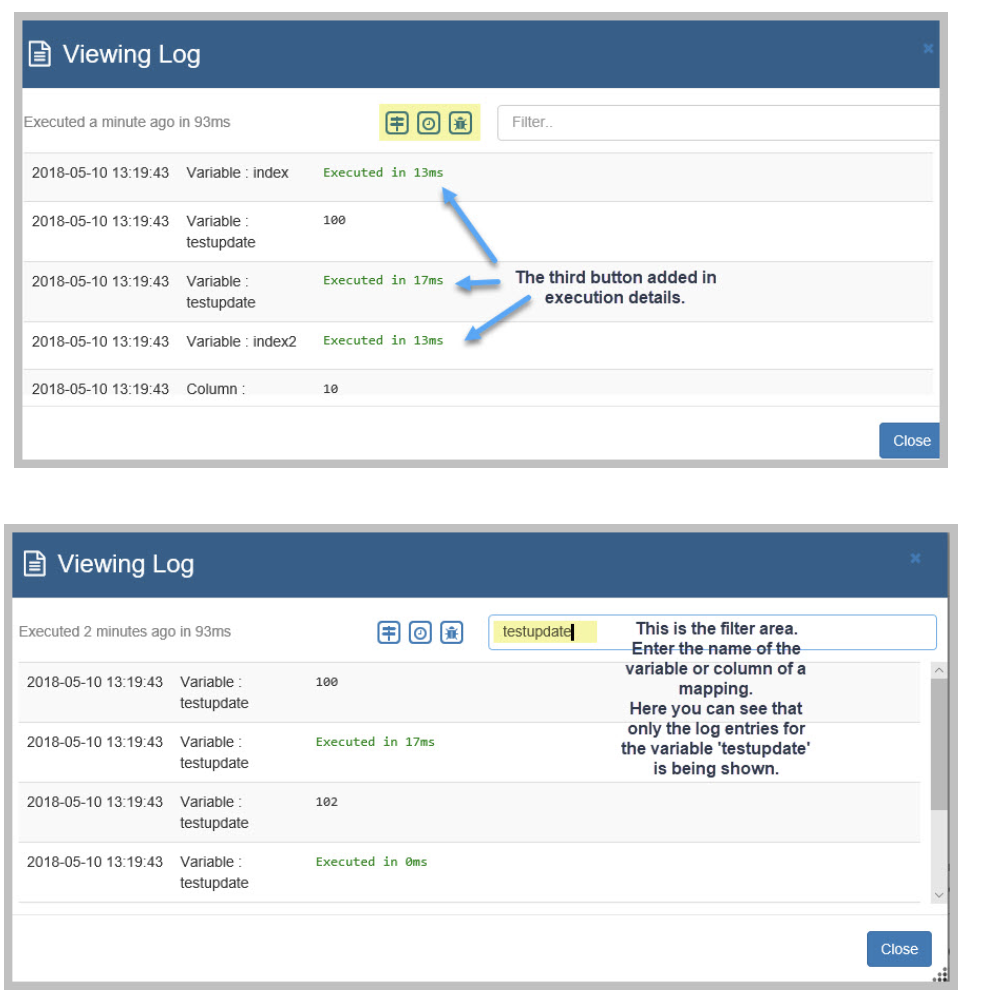 Viewing Log
Executed a minute ago in 93ms
Filter..
2018-05-10 13:19:43 Variable : index Executed in 13ms
2018-05-10 13:19:43 Variable : 100
testupdate
2018-05-10 13:19:43 Variable : Executed in 17ms
testupdate
2018-05-10 13:19:43 Variable : index2 Executed in 13ms
2018-05-10 13:19:43 Column : 10
The third button added in
execution details.
Close
Viewing Log
Executed 2 minutes ago in 93ms
testupdate
This is the filter area.
Enter the name of the
variable or column of a
mapping.
Here you can see that
only the log entries for
the variable 'testupdate'
is being shown.
2018-05-10 13:19:43 Variable : 100
testupdate
2018-05-10 13:19:43 Variable : Executed in 17ms
testupdate
2018-05-10 13:19:43 Variable : 102
testupdate
2018-05-10 13:19:43 Variable : Executed in 0ms
testupdate
Close